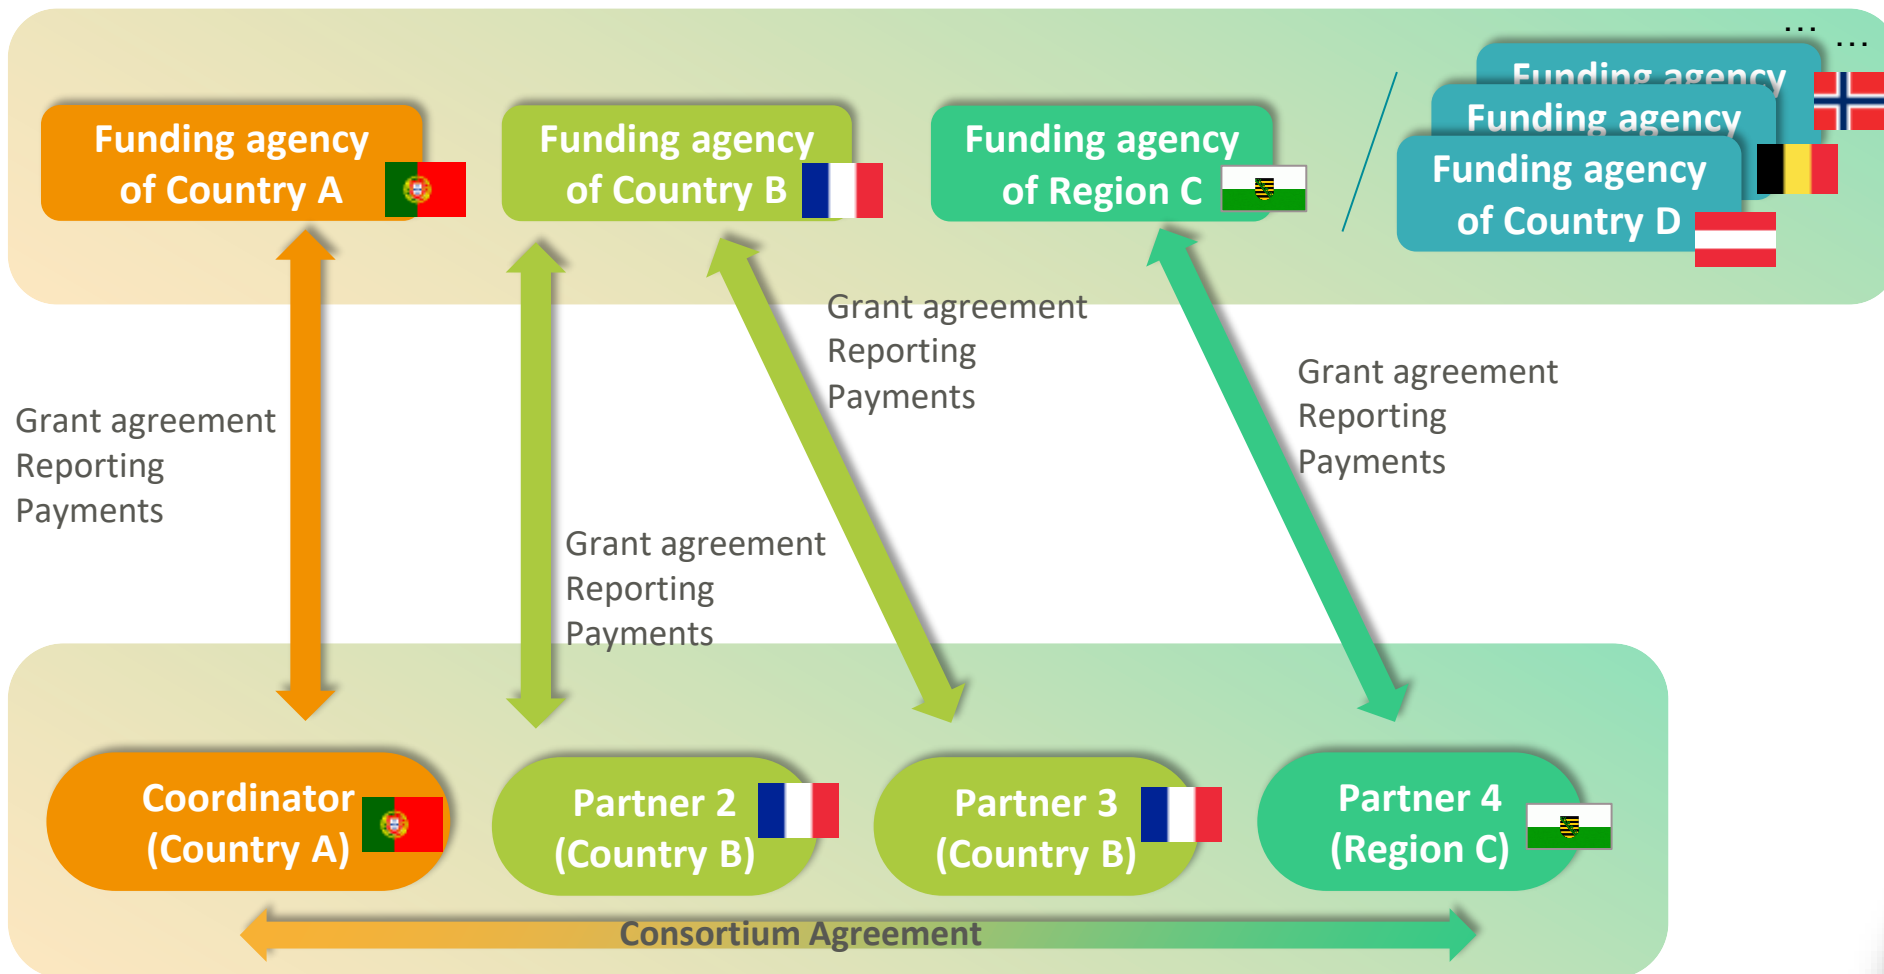 ... ...
Funding agency
of Country A
Funding agency
of Country B
Funding agency
of Region C
Funding agency
Funding agency
Funding agency
of Country D
Grant agreement
Reporting
Payments
Grant agreement
Reporting
Payments
Grant agreement
Reporting
Payments
Grant agreement
Reporting
Payments
Coordinator
(Country A)
Partner 2
(Country B)
Partner 3
(Country B)
Partner 4
(Region C)
Consortium Agreement